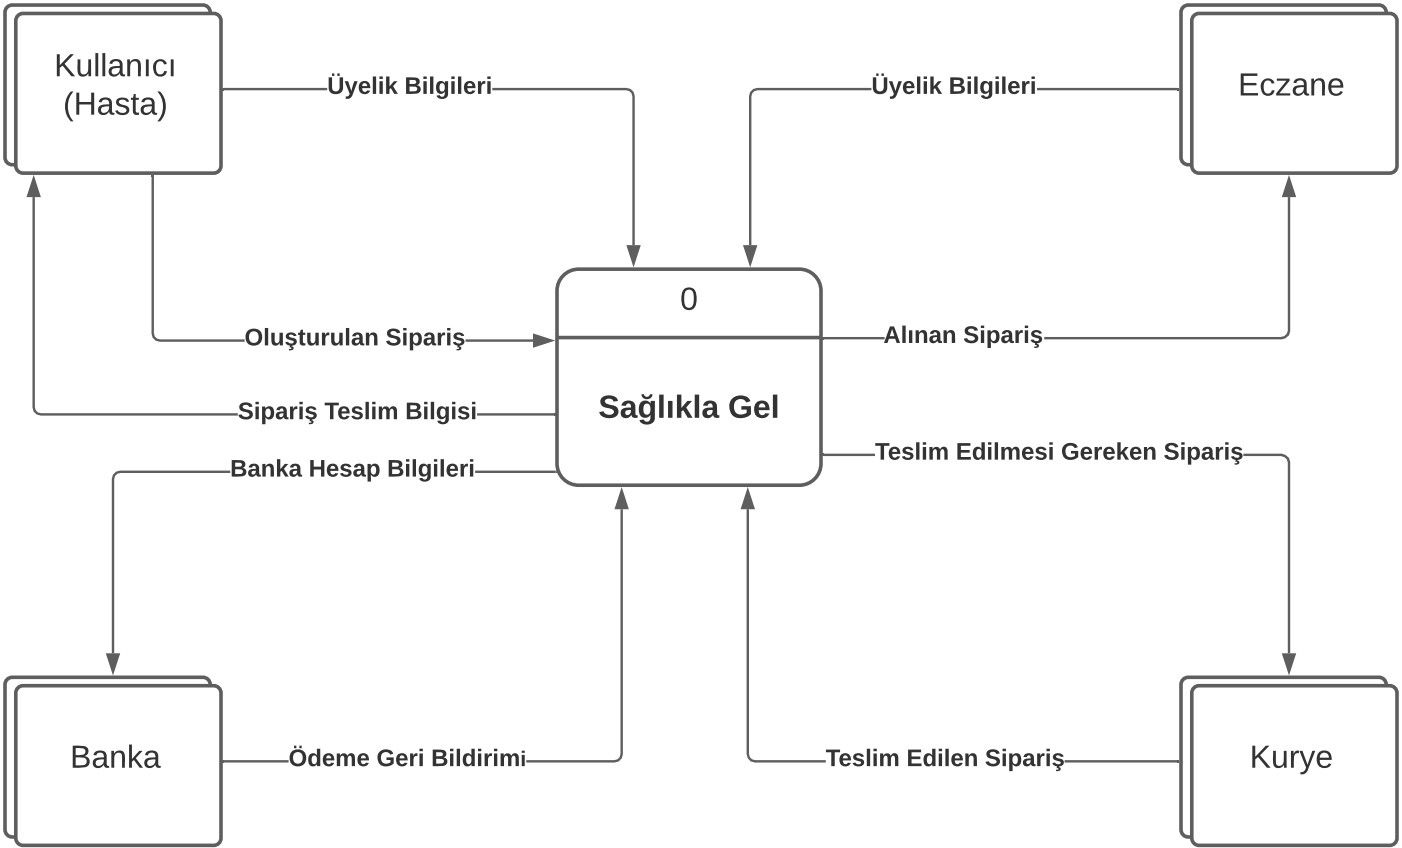 Kullanıcı
(Hasta)
Üyelik Bilgileri
Üyelik Bilgileri
Eczane
0
Sağlıkla Gel
Oluşturulan Sipariş
Alınan Sipariş
Sipariş Teslim Bilgisi
Banka Hesap Bilgileri
Teslim Edilmesi Gereken Sipariş
Banka
Ödeme Geri Bildirimi
Teslim Edilen Sipariş
Kurye